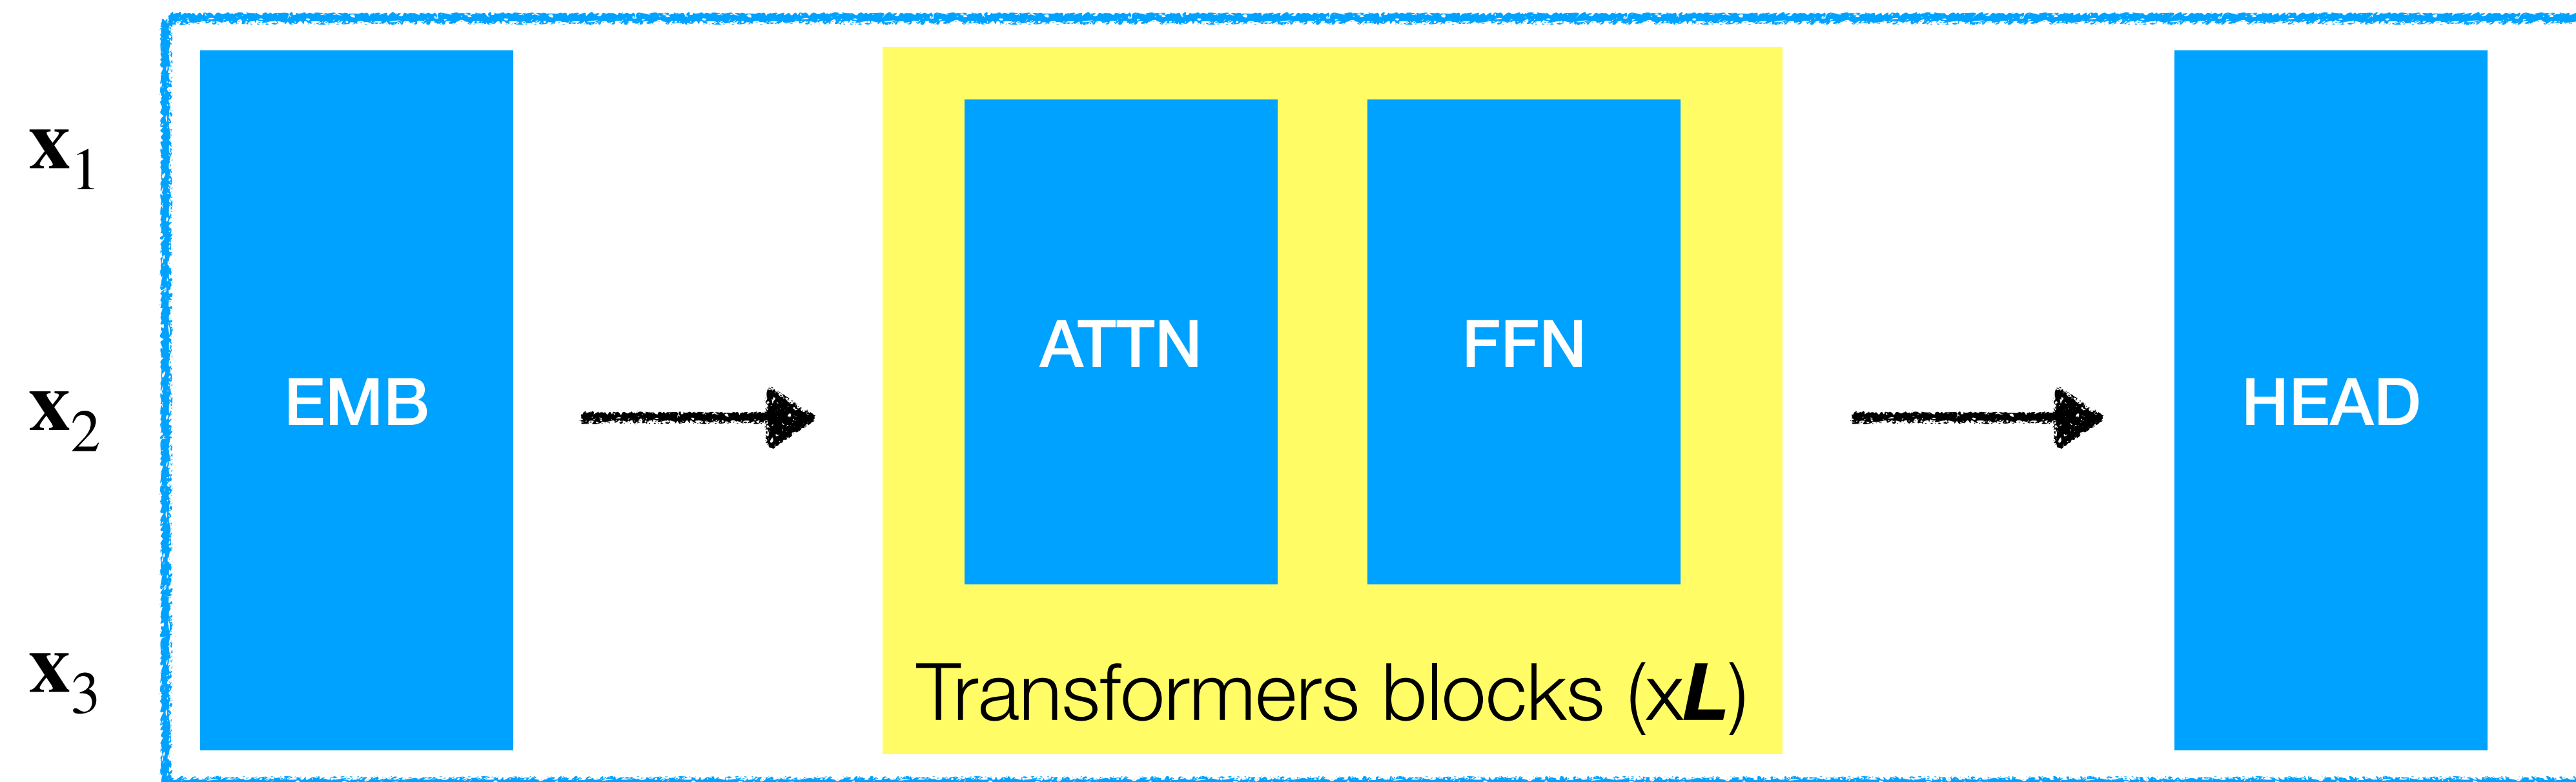 x₁
x₂
x₃
EMB
ATTN
FFN
Transformers blocks (xL)
HEAD